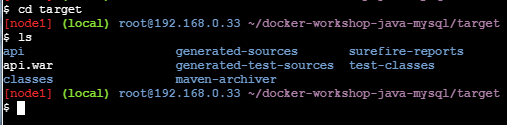 $ cd target
[node1] (local) root@192.168.0.33 ~/docker-workshop-java-mysql/target
$ ls
api generated-sources surefire-reports
api.war generated-test-sources test-classes
classes maven-archiver
[node1] (local) root@192.168.0.33 ~/docker-workshop-java-mysql/target
$